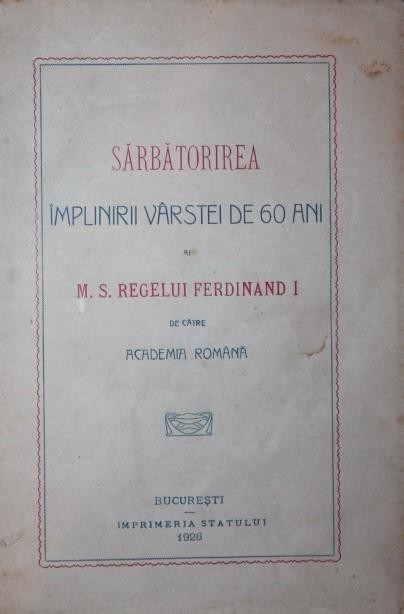 SĂRBĂTORIREA
ÎMPLINIRII VÂRSTEI DE 60 ANI
AI
M. S. REGELUI FERDINAND I
DE CĂTRE
ACADEMIA ROMÂNĂ
BUCUREȘTI
—
IMPRIMERIA STATULUI
1926